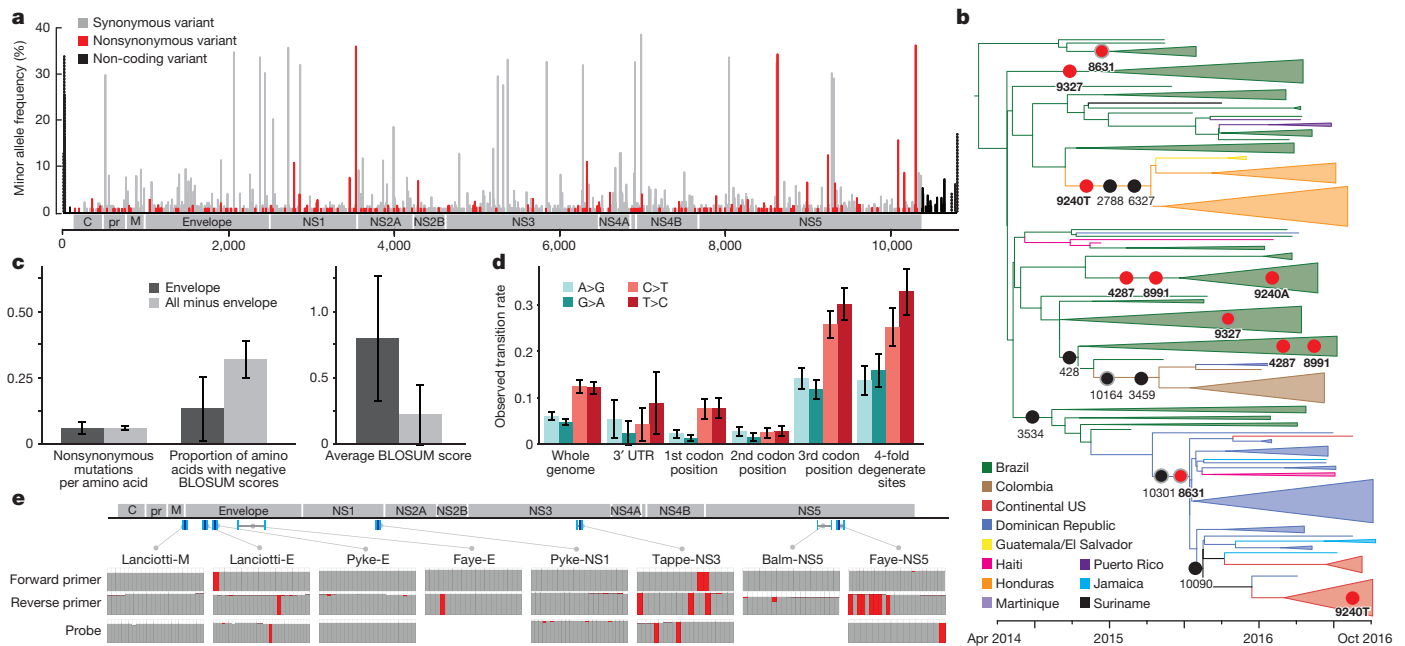 a
Synonymous variant
Nonsynonymous variant
Non-coding variant
Minor allele frequency (%)
40
30
20
10
0
C pr M Envelope NS1 NS2A NS2B NS3 NS4A NS4B NS5
0 2,000 4,000 6,000 8,000 10,000
b
8631
9327
9240T 2788 6327
4287 8991 9240A
9327
4287 8991
428
10164 3459
3534
10301 8631
10090
9240T
Brazil
Colombia
Continental US
Dominican Republic
Guatemala/El Salvador
Haiti
Honduras
Martinique
Puerto Rico
Jamaica
Suriname
Apr 2014 2015 2016 Oct 2016
c
Envelope
All minus envelope
0.50
0.25
0
Nonsynonymous
mutations
per amino acid
Proportion of amino
acids with negative
BLOSUM scores
1.0
0.5
0
Average BLOSUM score
d
Observed transition rate
A>G
G>A
C>T
T>C
0.3
0.2
0.1
0
Whole
genome
3′ UTR
1st codon
position
2nd codon
position
3rd codon
position
4-fold
degenerate
sites
e
C pr M Envelope NS1 NS2A NS2B NS3 NS4A NS4B NS5
Lanciotti-M Lanciotti-E Pyke-E Faye-E Pyke-NS1 Tappe-NS3 Balm-NS5 Faye-NS5
Forward primer
Reverse primer
Probe